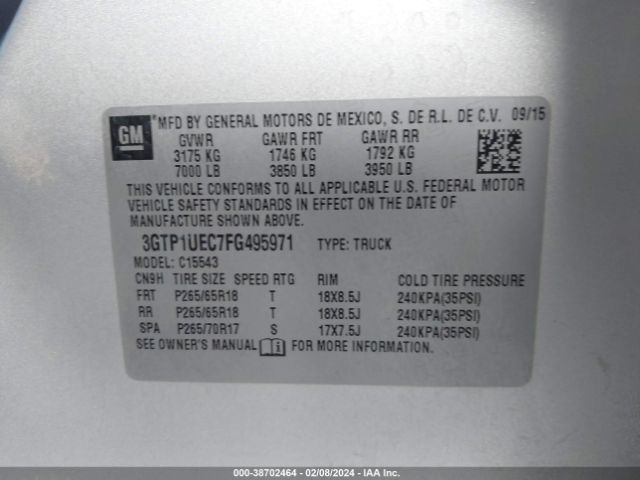 GM
*MFD BY GENERAL MOTORS DE MEXICO, S. DE R.L. DE C.V. 09/15
GVWR GAWR FRT GAWR RR
3175 KG 1746 KG 1792 KG
7000 LB 3850 LB 3950 LB
THIS VEHICLE CONFORMS TO ALL APPLICABLE U.S. FEDERAL MOTOR
VEHICLE SAFETY STANDARDS IN EFFECT ON THE DATE OF
MANUFACTURE SHOWN ABOVE.
3GTP1UEC7FG495971 TYPE: TRUCK
MODEL: C15543
CN9H TIRE SIZE SPEED RTG RIM COLD TIRE PRESSURE
FRT P265/65R18 T 18X8.5J 240KPA(35PSI)
RR P265/65R18 T 18X8.5J 240KPA(35PSI)
SPA P265/70R17 S 17X7.5J 240KPA(35PSI)
SEE OWNER'S MANUAL FOR MORE INFORMATION.
000-38702464 - 02/08/2024 - IAA Inc.